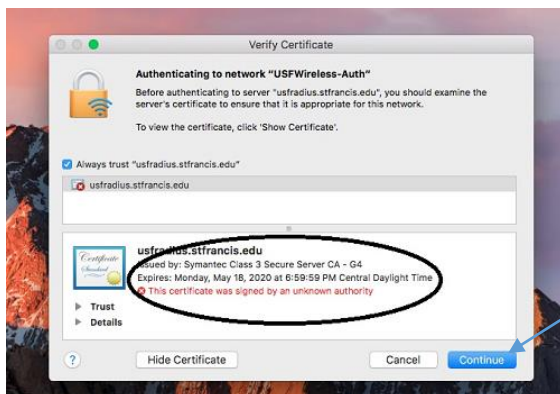 Verify Certificate
Authenticating to network "USFWireless-Auth"
Before authenticating to server "usfradius.stfrancis.edu", you should examine the
server's certificate to ensure that it is appropriate for this network.
To view the certificate, click 'Show Certificate'.
Always trust "usfradius.stfrancis.edu"
usfradius.stfrancis.edu
Certificate
Standard
usfradius.stfrancis.edu
Issued by: Symantec Class 3 Secure Server CA - G4
Expires: Monday, May 18, 2020 at 6:59:59 PM Central Daylight Time
This certificate was signed by an unknown authority
Trust
Details
?
Hide Certificate
Cancel
Continue